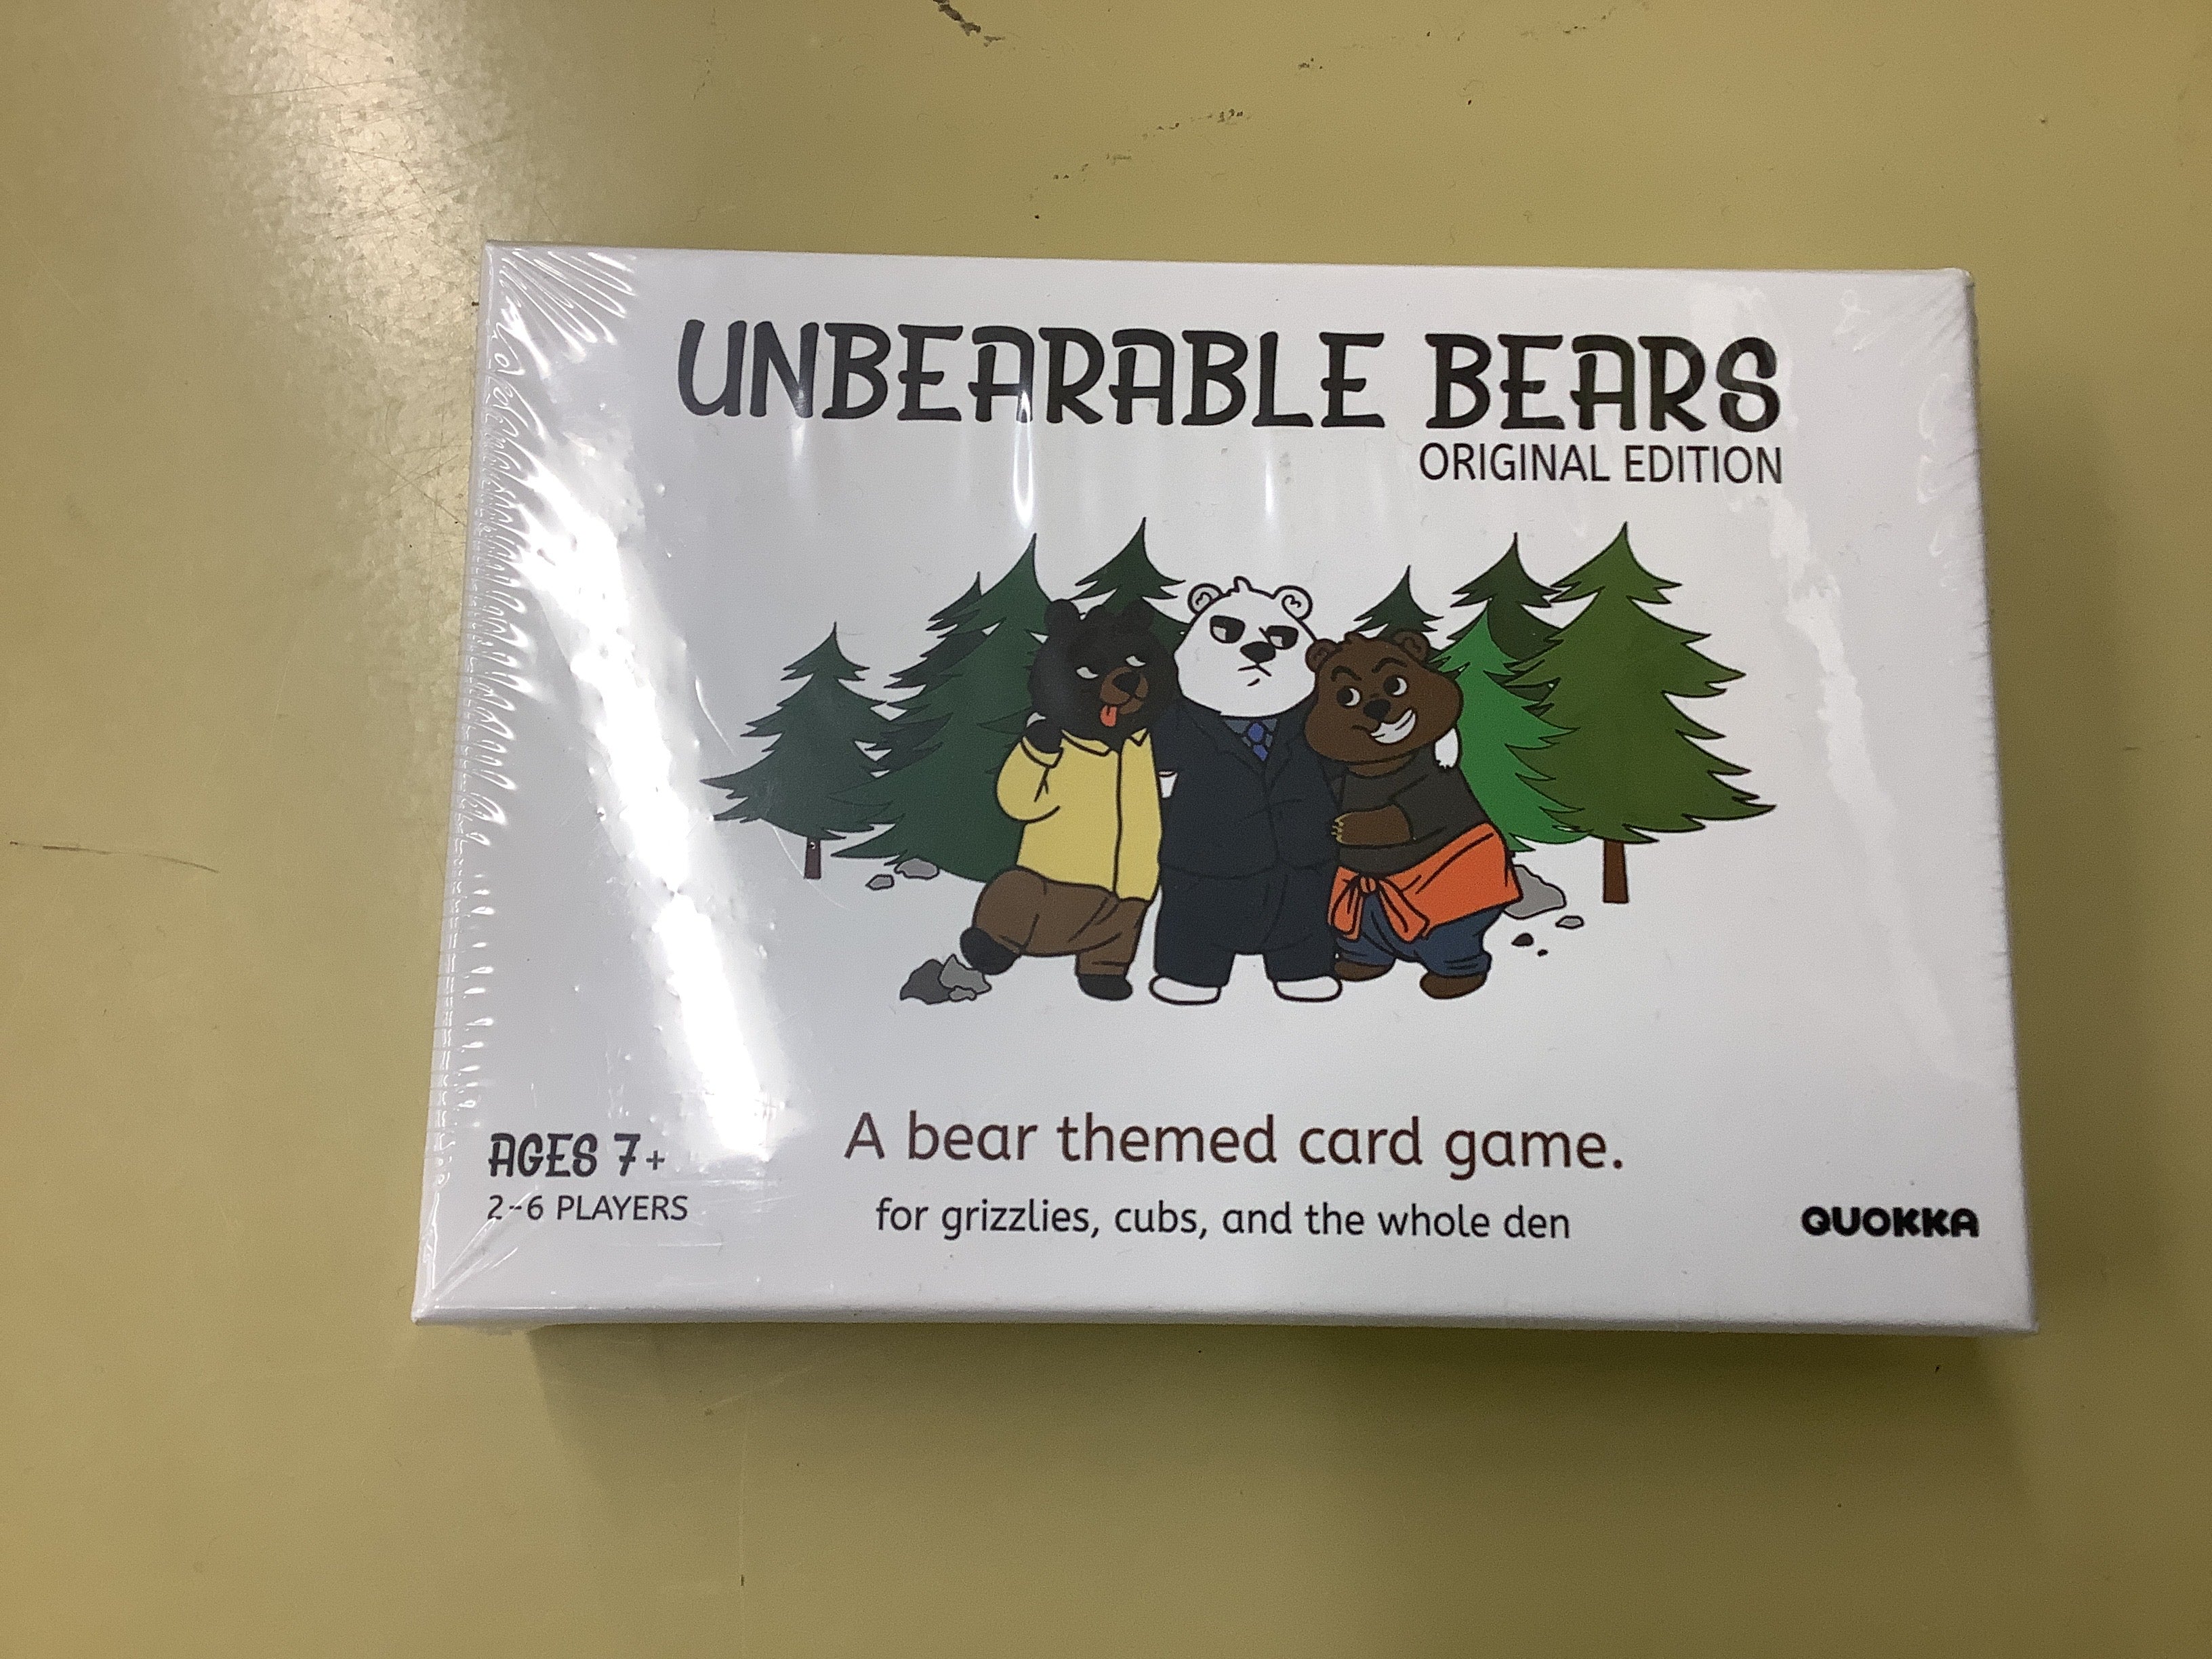 UNBEARABLE BEARS
ORIGINAL EDITION
A bear themed card game.
for grizzlies, cubs, and the whole den
AGES 7+
2-6 PLAYERS
QUOKKA